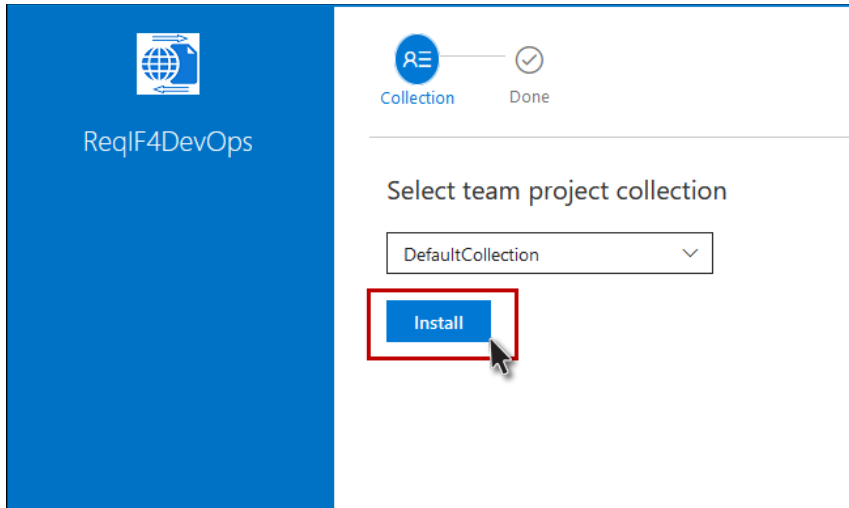 ReqIF4DevOps
Collection
Done
Select team project collection
DefaultCollection
Install